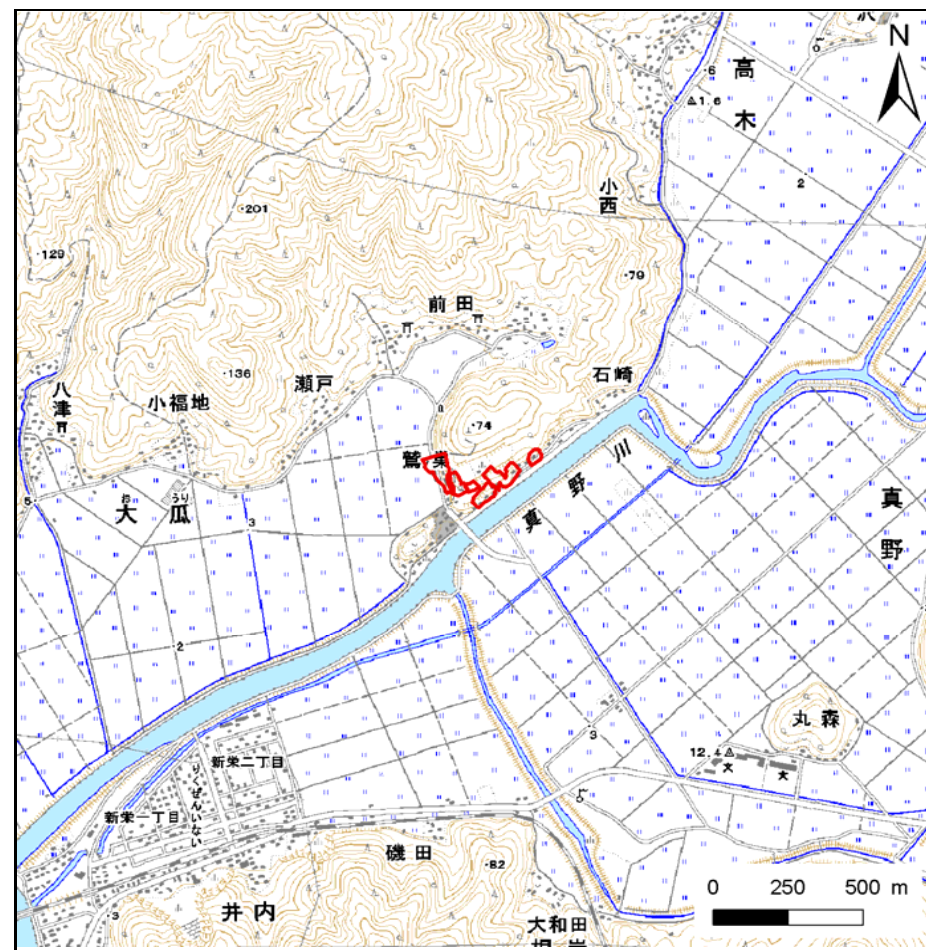 N
高木
6
1.6
2
小西
201
129
79
前田
136
瀬戸
石崎
八津
小福地
74
鷲巣
真野川
5
おうり
大瓜
3
真野
2
丸森
12.4
3
新栄二丁目
りくぜんいない
新栄一丁目
磯田
82
3
井内
大和田
0 250 500 m